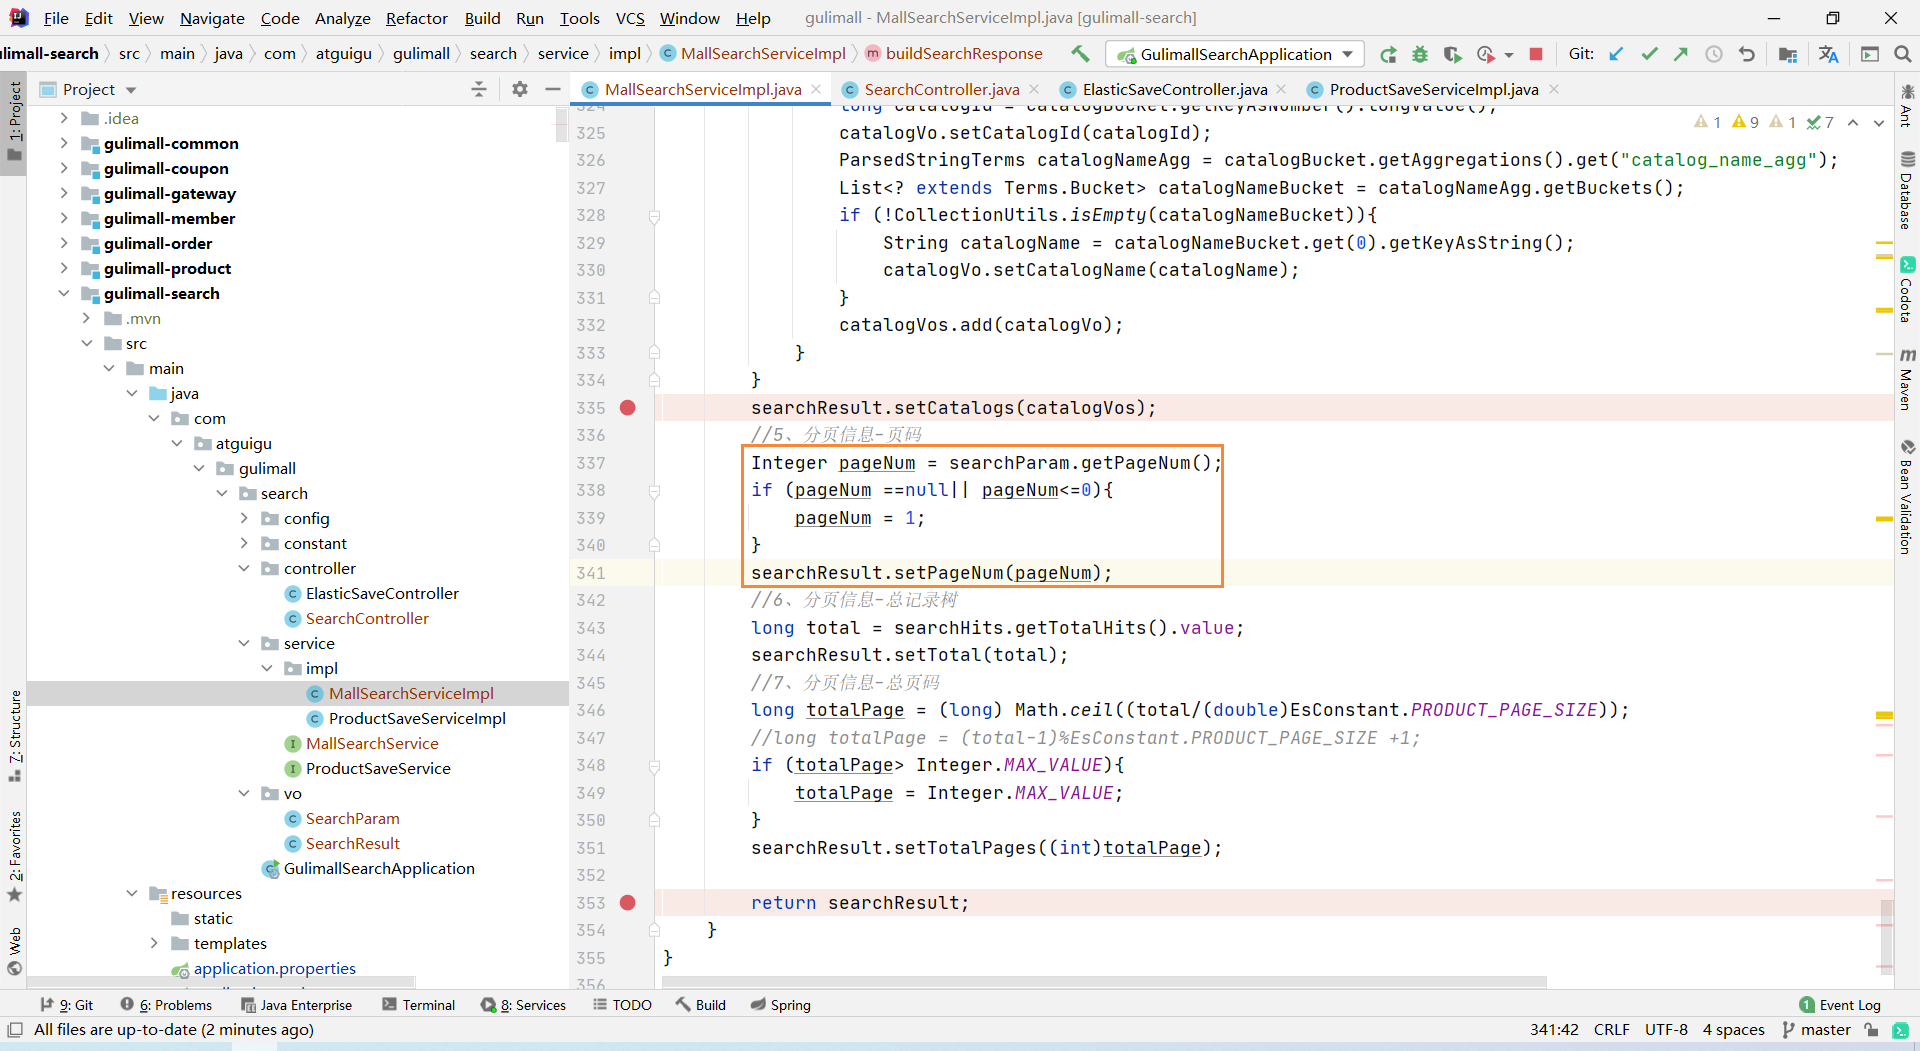 File Edit View Navigate Code Analyze Refactor Build Run Tools VCS Window Help gulimall - MallSearchServiceImpl.java [gulimall-search]
ulimall-search src main java com atguigu gulimall search service impl MallSearchServiceImpl buildSearchResponse GulimallSearchApplication Git:
Project
MallSearchServiceImpl.java SearchController.java ElasticSaveController.java ProductSaveServiceImpl.java
1: Project
7: Structure
2: Favorites
Web
.idea
gulimall-common
gulimall-coupon
gulimall-gateway
gulimall-member
gulimall-order
gulimall-product
gulimall-search
.mvn
src
main
java
com
atguigu
gulimall
search
config
constant
controller
ElasticSaveController
SearchController
service
impl
MallSearchServiceImpl
ProductSaveServiceImpl
MallSearchService
ProductSaveService
vo
SearchParam
SearchResult
GulimallSearchApplication
resources
static
templates
application.properties
1 9 1 7
324 long catalogId = catalogBucket.getKeyAsNumber().longValue();
325 catalogVo.setCatalogId(catalogId);
326 ParsedStringTerms catalogNameAgg = catalogBucket.getAggregations().get("catalog_name_agg");
327 List<? extends Terms.Bucket> catalogNameBucket = catalogNameAgg.getBuckets();
328 if (!CollectionUtils.isEmpty(catalogNameBucket)){
329 String catalogName = catalogNameBucket.get(0).getKeyAsString();
330 catalogVo.setCatalogName(catalogName);
331 }
332 catalogVos.add(catalogVo);
333 }
334 }
335 searchResult.setCatalogs(catalogVos);
336 //5、分页信息-页码
337 Integer pageNum = searchParam.getPageNum();
338 if (pageNum ==null|| pageNum<=0){
339 pageNum = 1;
340 }
341 searchResult.setPageNum(pageNum);
342 //6、分页信息-总记录树
343 long total = searchHits.getTotalHits().value;
344 searchResult.setTotal(total);
345 //7、分页信息-总页码
346 long totalPage = (long) Math.ceil((total/(double)EsConstant.PRODUCT_PAGE_SIZE));
347 //long totalPage = (total-1)%EsConstant.PRODUCT_PAGE_SIZE +1;
348 if (totalPage> Integer.MAX_VALUE){
349 totalPage = Integer.MAX_VALUE;
350 }
351 searchResult.setTotalPages((int)totalPage);
352
353 return searchResult;
354 }
355 }
356
Ant
Database
Codota
Maven
Bean Validation
9: Git 6: Problems Java Enterprise Terminal 8: Services TODO Build Spring 1 Event Log
All files are up-to-date (2 minutes ago) 341:42 CRLF UTF-8 4 spaces master